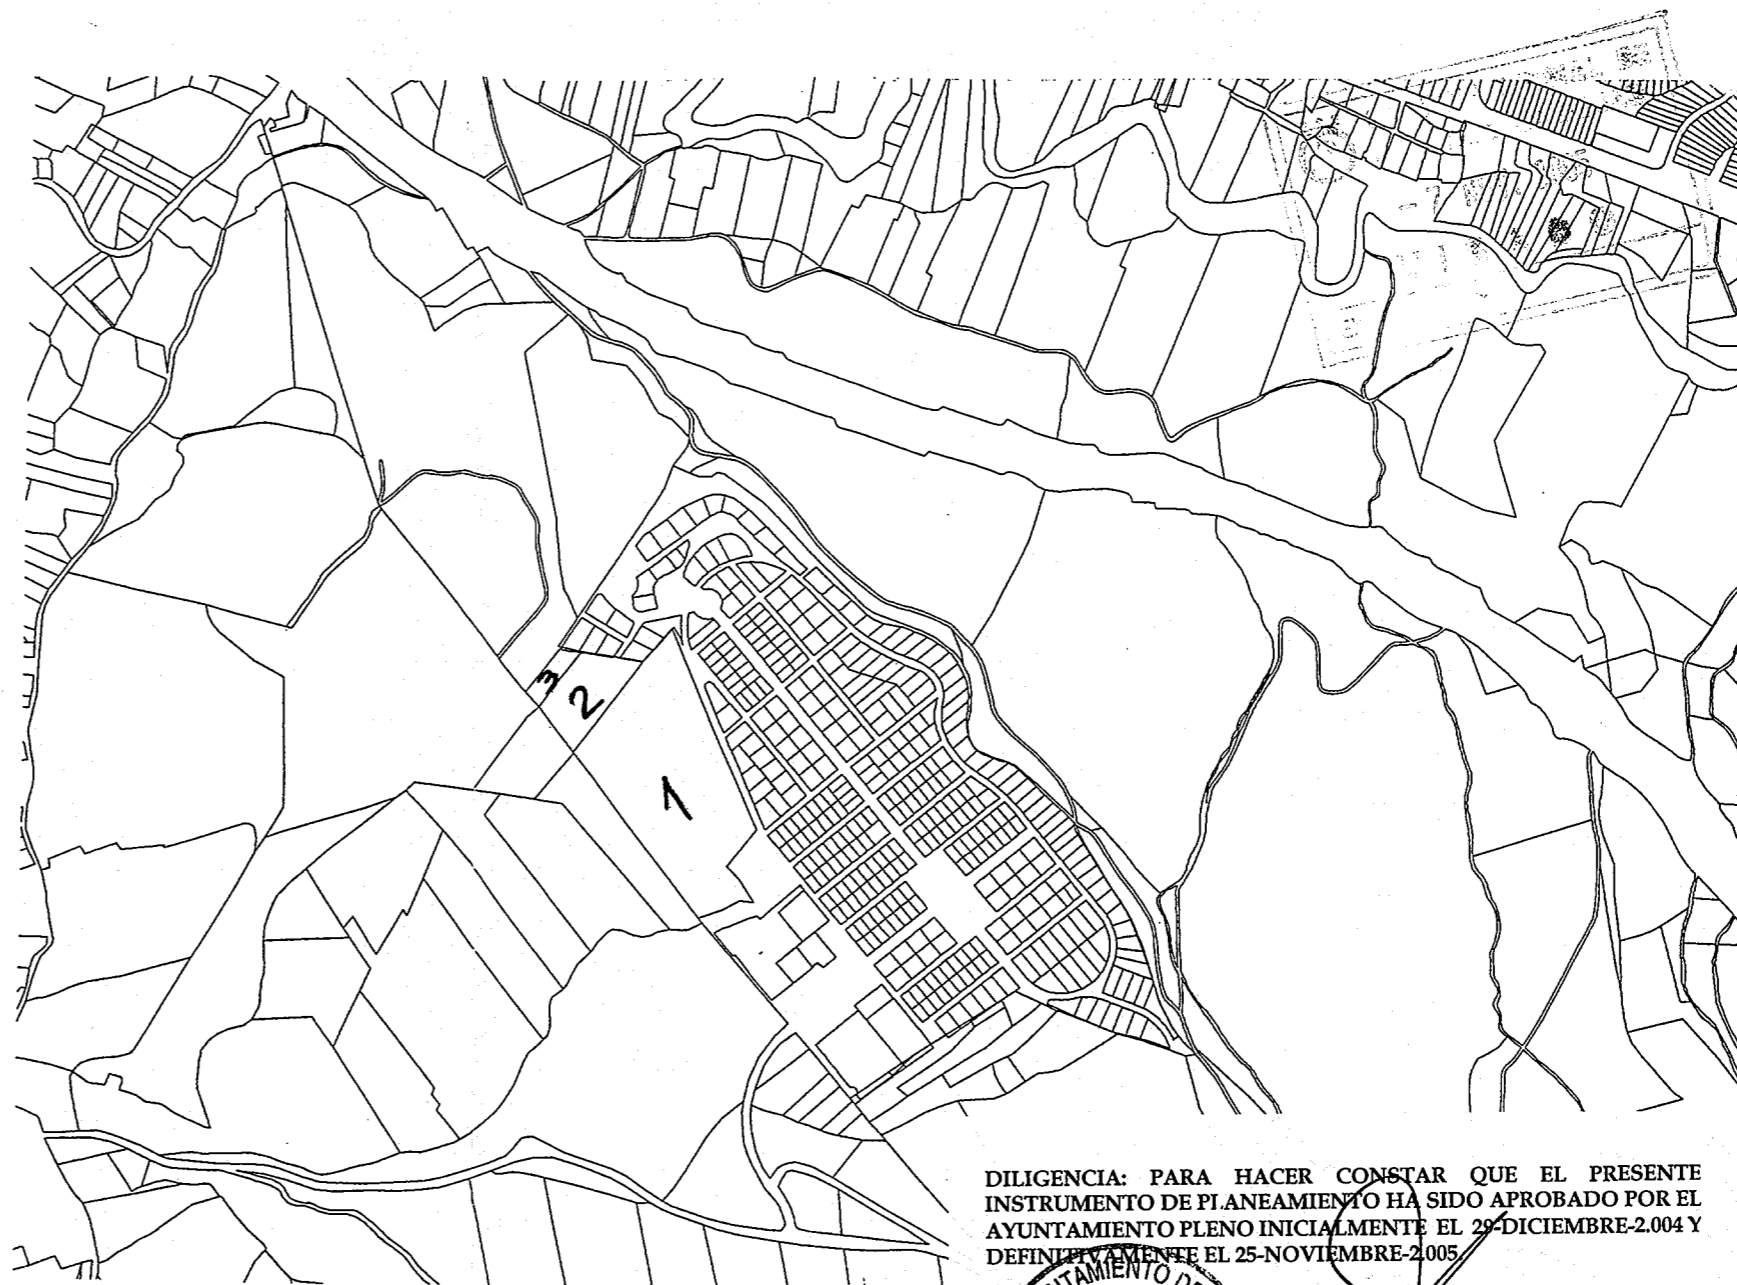 3
2
1
DILIGENCIA: PARA HACER CONSTAR QUE EL PRESENTE
INSTRUMENTO DE PLANEAMIENTO HA SIDO APROBADO POR EL
AYUNTAMIENTO PLENO INICIALMENTE EL 29-DICIEMBRE-2.004 Y
DEFINITIVAMENTE EL 25-NOVIEMBRE-2.005.